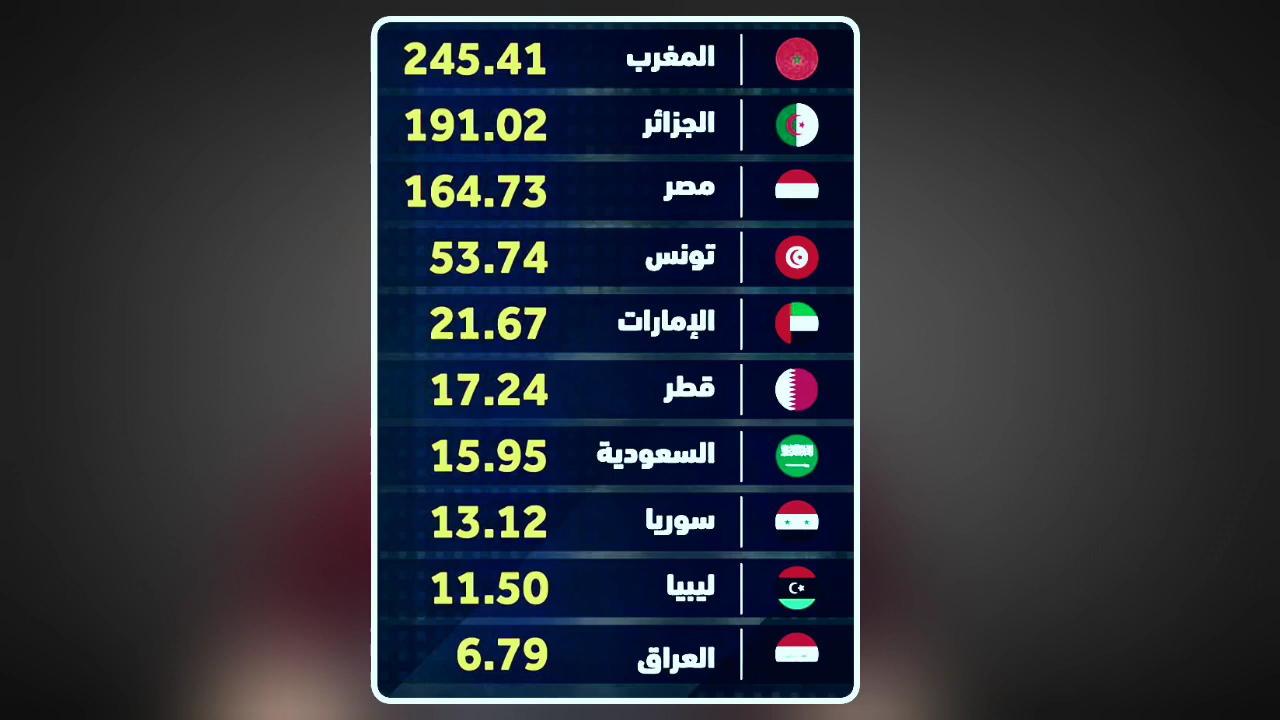 المغرب 245.41
الجزائر 191.02
مصر 164.73
تونس 53.74
الإمارات 21.67
قطر 17.24
السعودية 15.95
سوريا 13.12
ليبيا 11.50
العراق 6.79